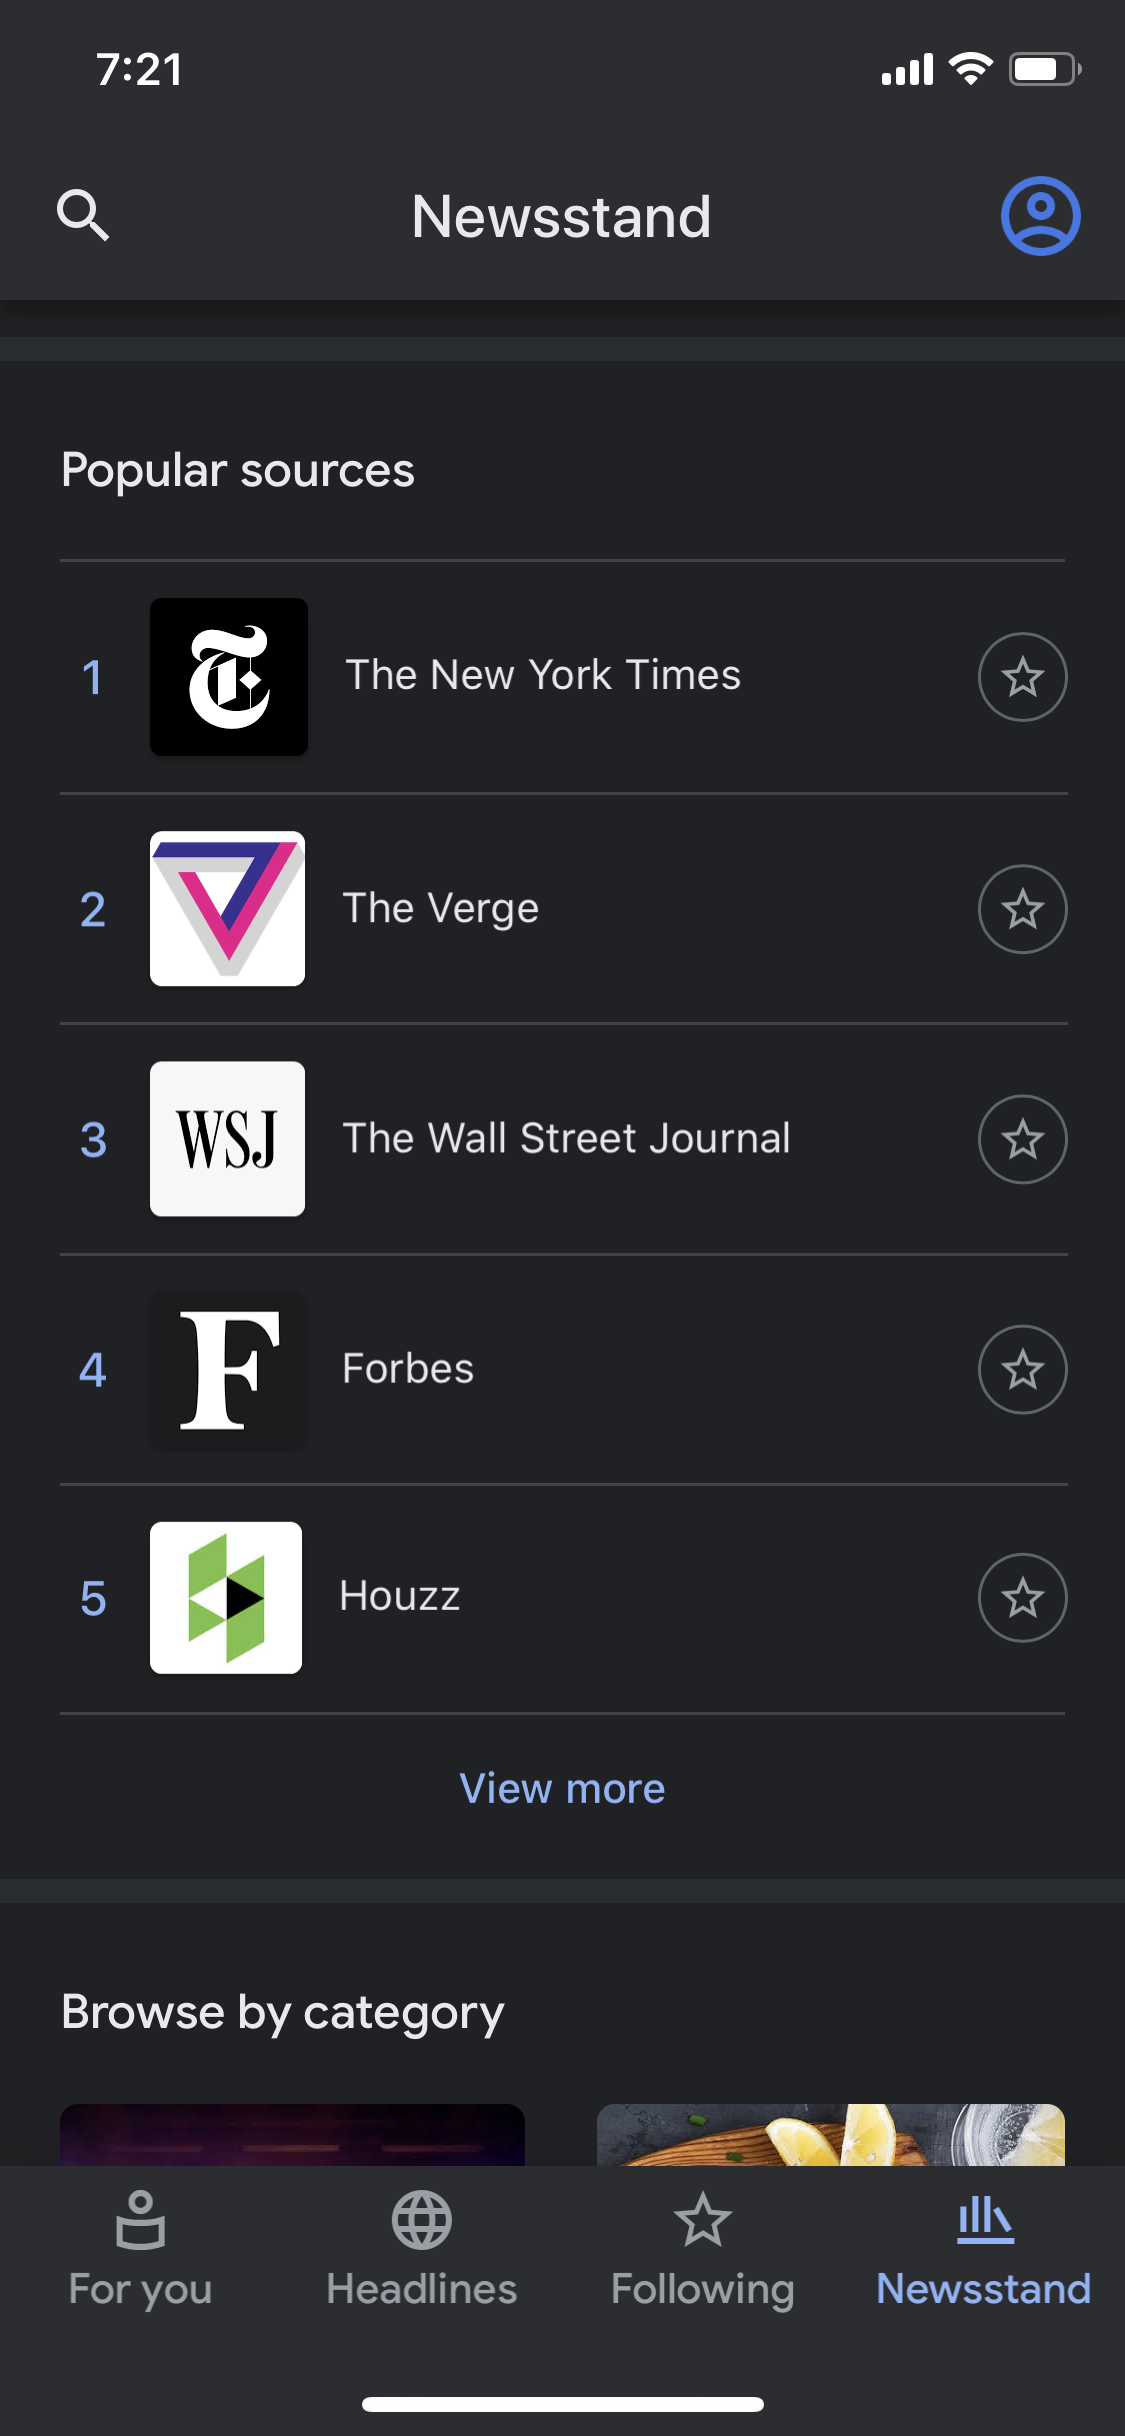 7:21
Newsstand
Popular sources
1 The New York Times
2 The Verge
3 WSJ The Wall Street Journal
4 F Forbes
5 Houzz
View more
Browse by category
For you Headlines Following Newsstand